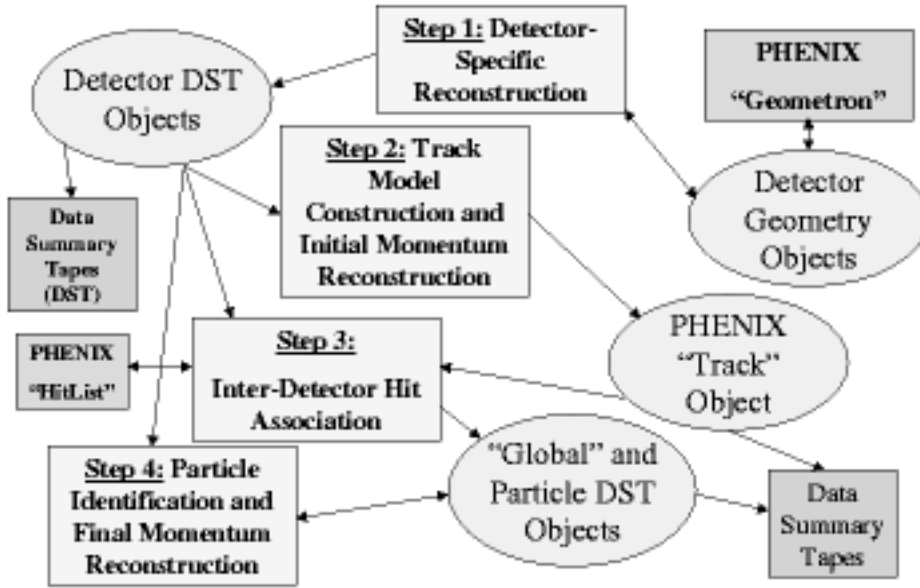 Step 1: Detector-
Specific
Reconstruction
Detector DST
Objects
PHENIX
“Geometron”
Step 2: Track
Model
Construction and
Initial Momentum
Reconstruction
Detector
Geometry
Objects
Data
Summary
Tapes
(DST)
PHENIX
“HitList”
Step 3:
Inter-Detector Hit
Association
PHENIX
“Track”
Object
Step 4: Particle
Identification and
Final Momentum
Reconstruction
“Global” and
Particle DST
Objects
Data
Summary
Tapes